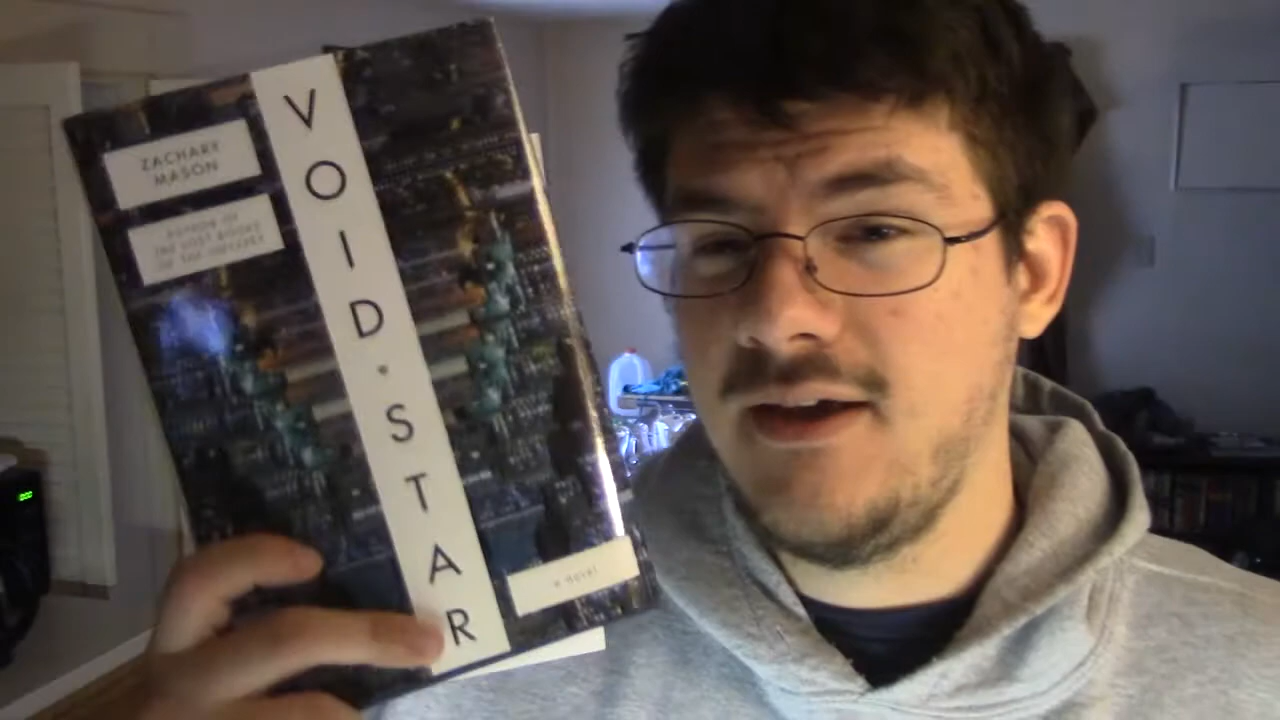 ZACHARY
MASON
AUTHOR OF
THE LOST BOOKS
OF THE ODYSSEY
VOID STAR
a novel